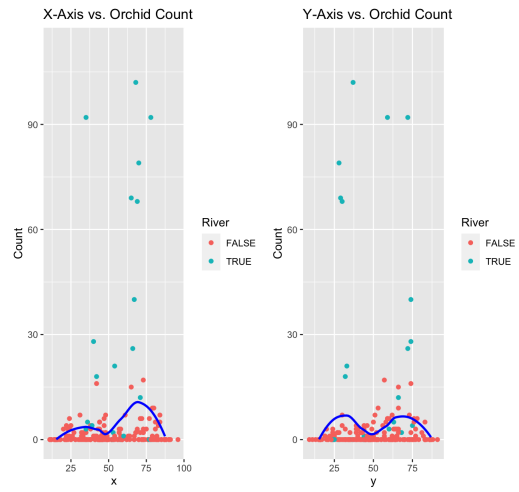 X-Axis vs. Orchid Count
90
60
30
0
Count
25
50
75
100
x
River
FALSE
TRUE
Y-Axis vs. Orchid Count
90
60
30
0
Count
25
50
75
y
River
FALSE
TRUE